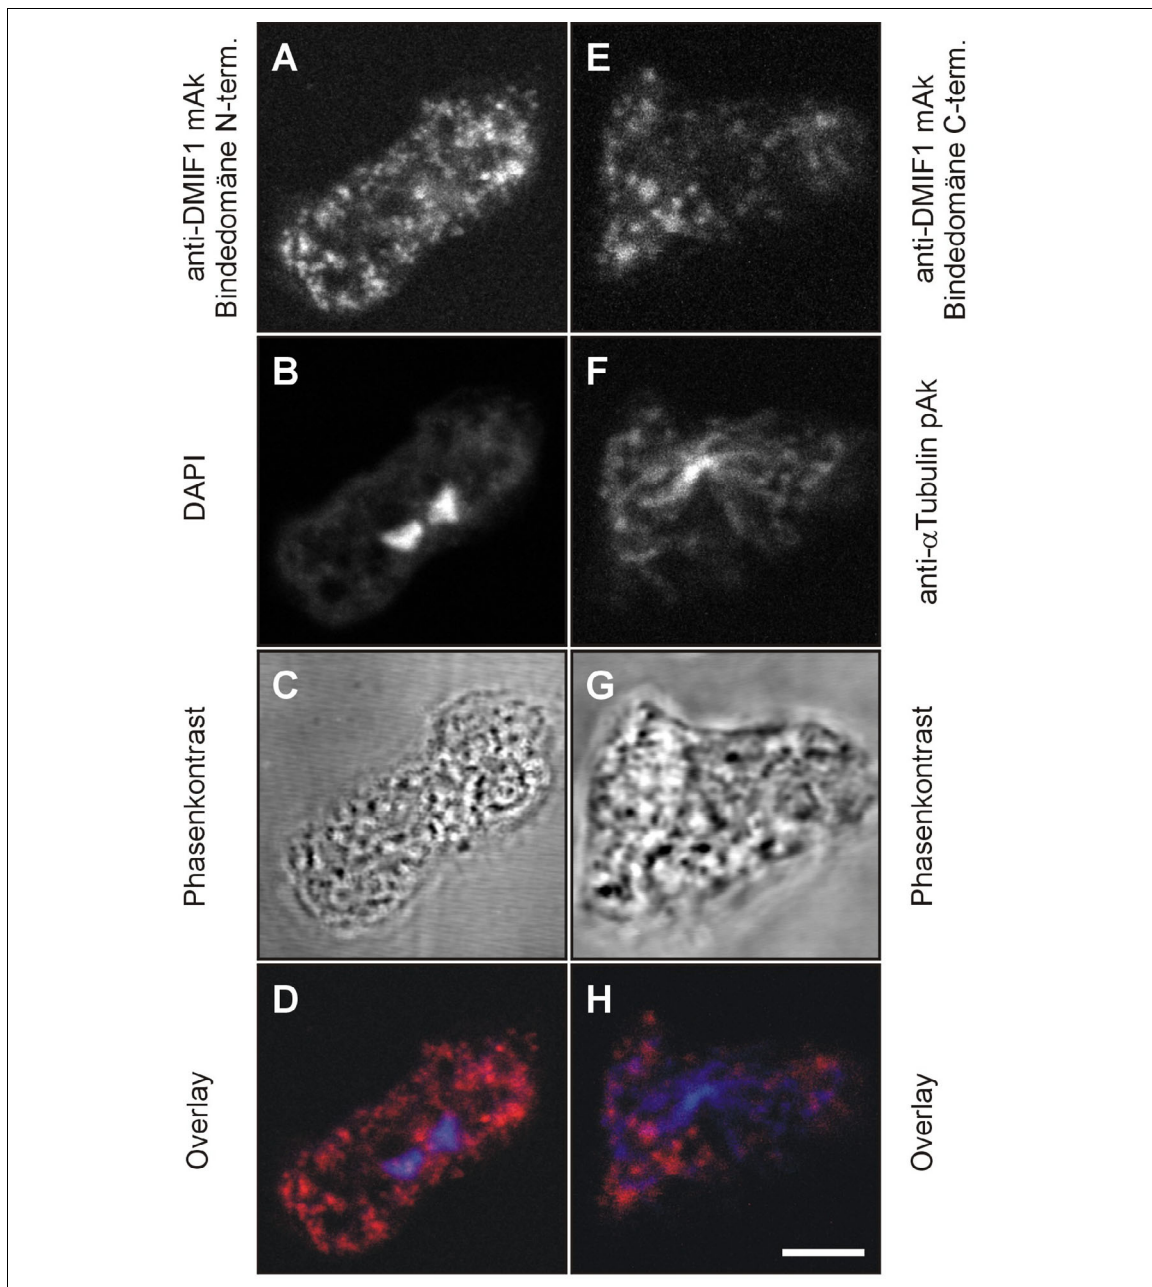 anti-DMIF1 mAk
Bindedomäne N-term.
A
E
anti-DMIF1 mAk
Bindedomäne C-term.
DAPI
B
F
anti-αTubulin pAk
Phasenkontrast
C
G
Phasenkontrast
Overlay
D
H
Overlay